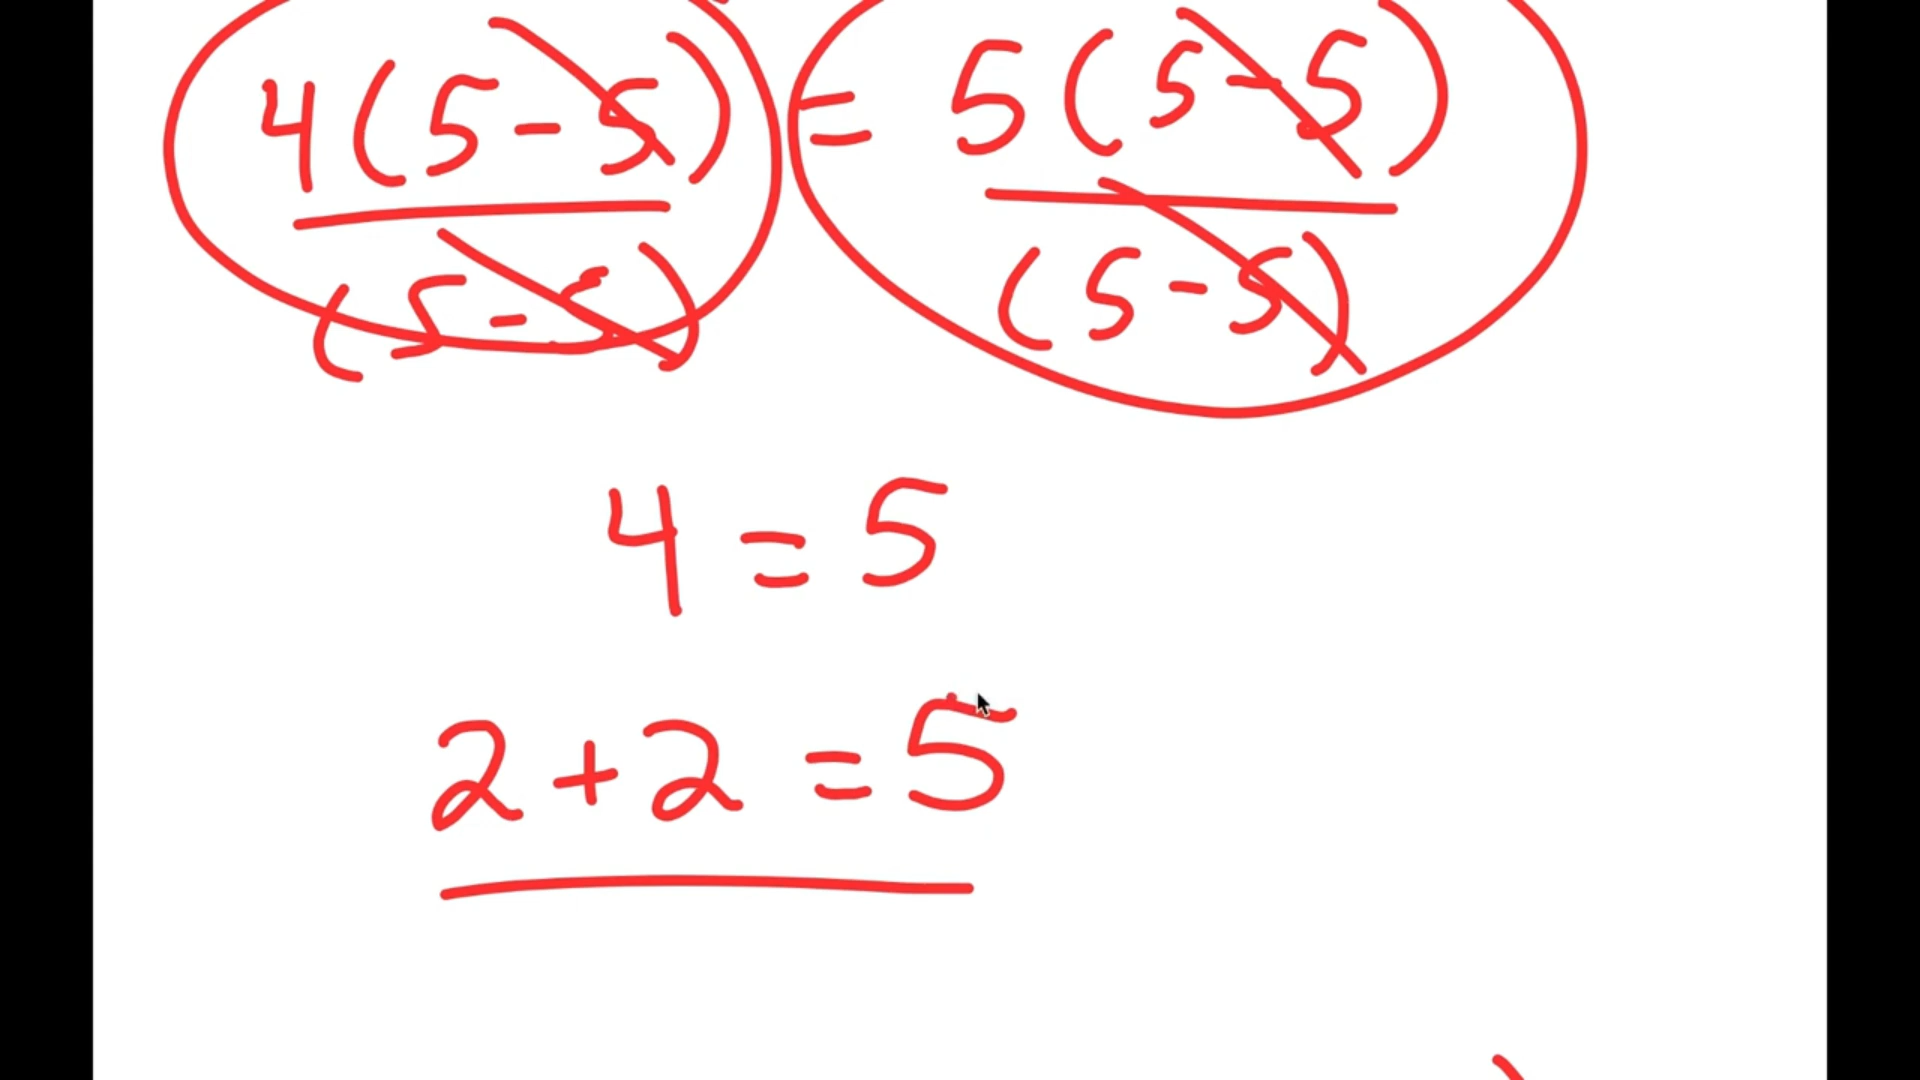 4(5-5) = 5(5-5)
(5-5) (5-5)
4 = 5
2+2 = 5